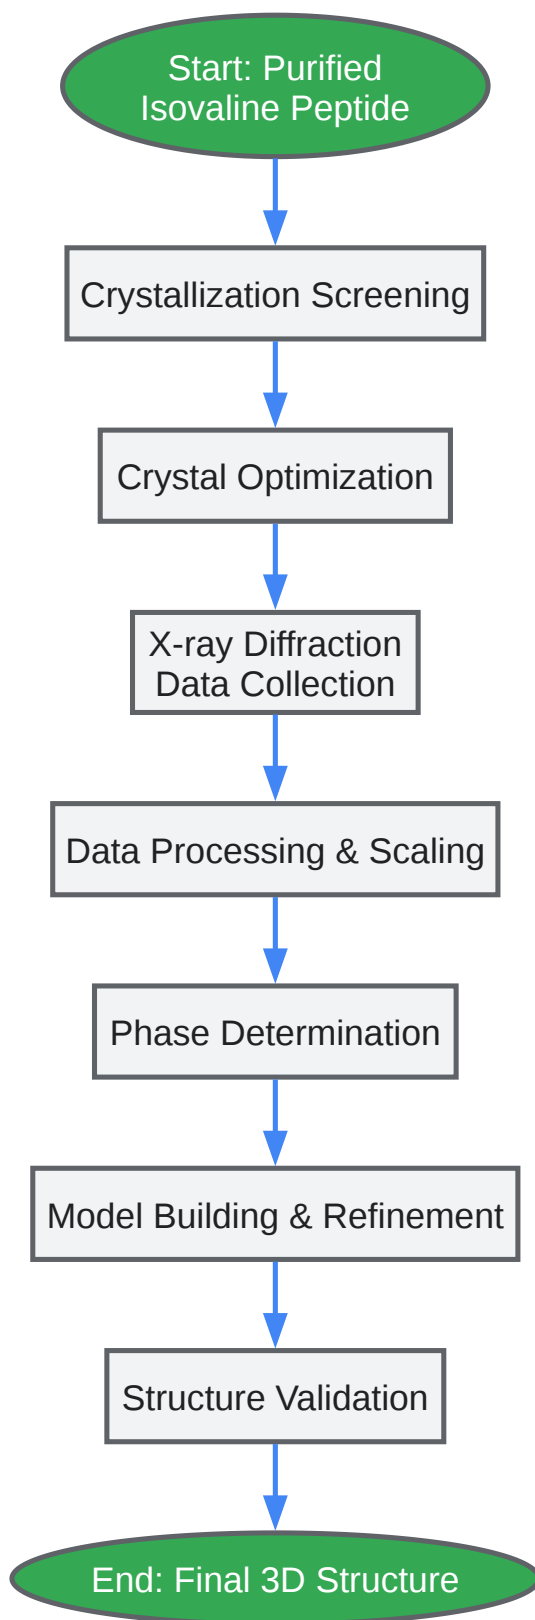 Start: Purified
Isovaline Peptide
Crystallization Screening
Crystal Optimization
X-ray Diffraction
Data Collection
Data Processing & Scaling
Phase Determination
Model Building & Refinement
Structure Validation
End: Final 3D Structure